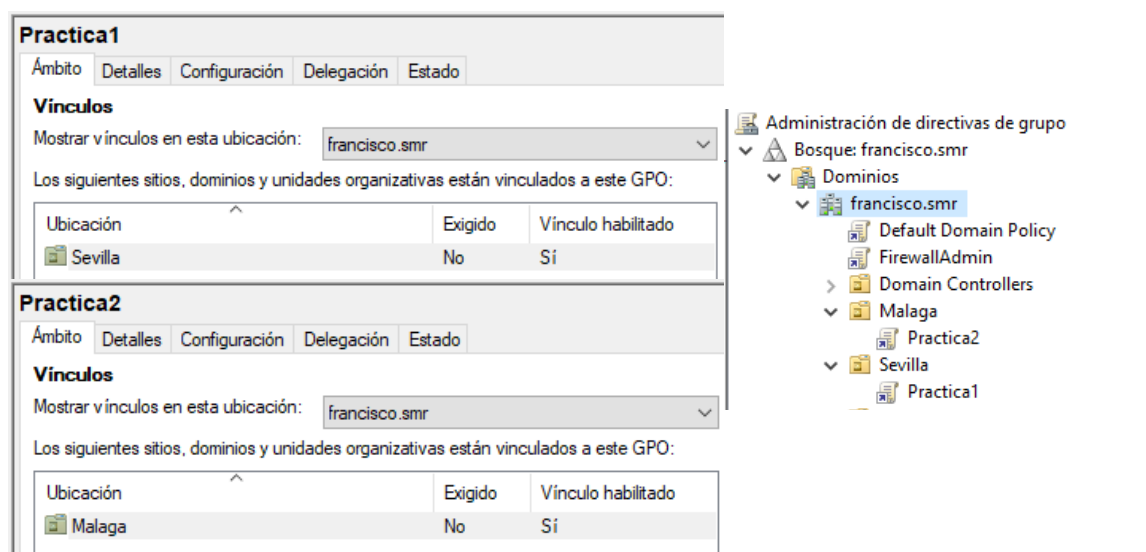 Practica1
Ámbito Detalles Configuración Delegación Estado
Vínculos
Mostrar vínculos en esta ubicación: francisco.smr
Los siguientes sitios, dominios y unidades organizativas están vinculados a este GPO:
Ubicación Exigido Vínculo habilitado
Sevilla No Sí
Practica2
Ámbito Detalles Configuración Delegación Estado
Vínculos
Mostrar vínculos en esta ubicación: francisco.smr
Los siguientes sitios, dominios y unidades organizativas están vinculados a este GPO:
Ubicación Exigido Vínculo habilitado
Malaga No Sí
Administración de directivas de grupo
Bosque: francisco.smr
Dominios
francisco.smr
Default Domain Policy
FirewallAdmin
Domain Controllers
Malaga
Practica2
Sevilla
Practica1